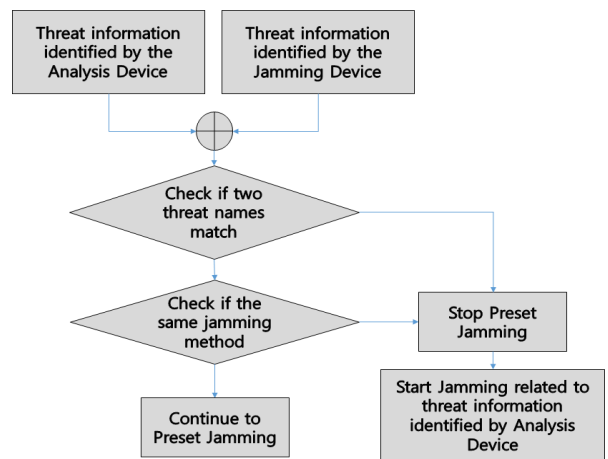 Threat information
identified by the
Analysis Device
Threat information
identified by the
Jamming Device
Check if two
threat names
match
Check if the
same jamming
method
Stop Preset
Jamming
Continue to
Preset Jamming
Start Jamming related to
threat information
identified by Analysis
Device